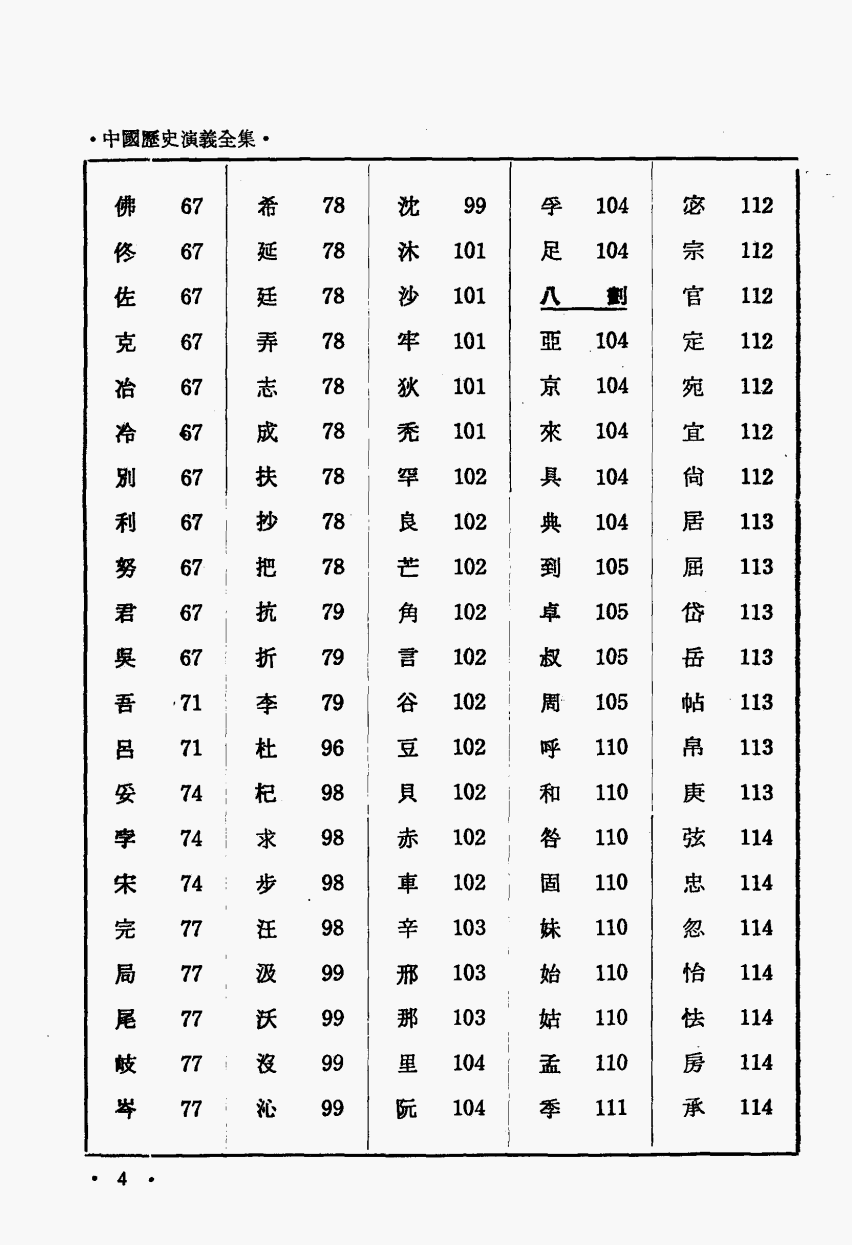 •中國歷史演義全集•
佛 67
佟 67
佐 67
克 67
冶 67
冷 67
別 67
利 67
努 67
君 67
吳 67
吾 71
呂 71
妥 74
孛 74
宋 74
完 77
局 77
尾 77
岐 77
岑 77
希 78
延 78
廷 78
弄 78
志 78
成 78
扶 78
抄 78
把 78
抗 79
折 79
李 79
杜 96
杞 98
求 98
步 98
汪 98
汲 99
沃 99
沒 99
沁 99
沈 99
沐 101
沙 101
牢 101
狄 101
禿 101
罕 102
良 102
芒 102
角 102
言 102
谷 102
豆 102
貝 102
赤 102
車 102
辛 103
邢 103
那 103
里 104
阮 104
孚 104
足 104
八 劃
亞 104
京 104
來 104
具 104
典 104
到 105
卓 105
叔 105
周 105
呼 110
和 110
咎 110
固 110
妹 110
始 110
姑 110
孟 110
季 111
宓 112
宗 112
官 112
定 112
宛 112
宜 112
尙 112
居 113
屈 113
岱 113
岳 113
帖 113
帛 113
庚 113
弦 114
忠 114
忽 114
怡 114
怯 114
房 114
承 114
• 4 •